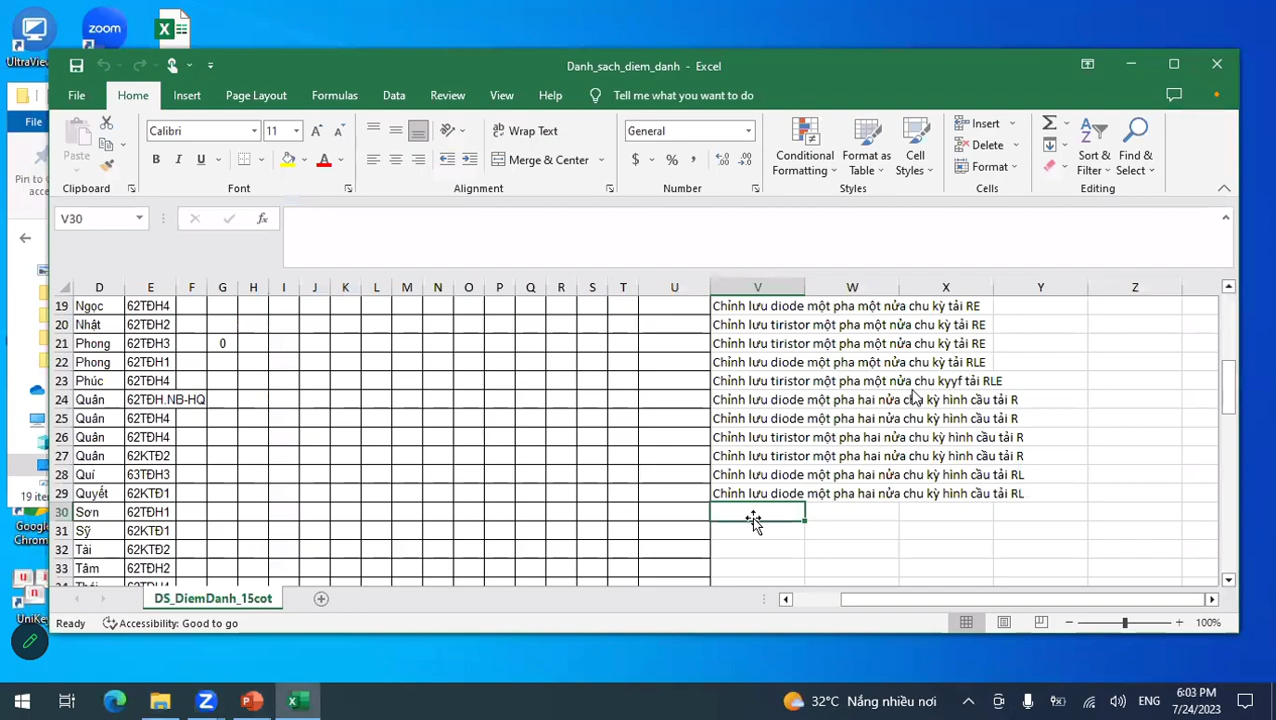 UltraView
zoom
Danh_sach_diem_danh - Excel
File Home Insert Page Layout Formulas Data Review View Help Tell me what you want to do
File
Pin to
acce
Paste
Calibri 11
B I U
Wrap Text
Merge & Center
General
$ %
Conditional Formatting
Format as Table
Cell Styles
Insert
Delete
Format
Sort & Filter
Find & Select
Clipboard Font Alignment Number Styles Cells Editing
V30 fx
D E F G H I J K L M N O P Q R S T U V W X Y Z
19 Ngọc 62TĐH4 Chỉnh lưu diode một pha một nửa chu kỳ tải RE
20 Nhật 62TĐH2 Chỉnh lưu tiristor một pha một nửa chu kỳ tải RE
21 Phong 62TĐH3 0 Chỉnh lưu tiristor một pha một nửa chu kỳ tải RE
22 Phong 62TĐH1 Chỉnh lưu diode một pha một nửa chu kỳ tải RLE
23 Phúc 62TĐH4 Chỉnh lưu tiristor một pha một nửa chu kyyf tải RLE
24 Quân 62TĐH.NB-HQ Chỉnh lưu diode một pha hai nửa chu kỳ hình cầu tải R
25 Quân 62TĐH4 Chỉnh lưu diode một pha hai nửa chu kỳ hình cầu tải R
26 Quân 62TĐH4 Chỉnh lưu tiristor một pha hai nửa chu kỳ hình cầu tải R
27 Quân 62KTĐ2 Chỉnh lưu tiristor một pha hai nửa chu kỳ hình cầu tải R
28 Quí 63TĐH3 Chỉnh lưu diode một pha hai nửa chu kỳ hình cầu tải RL
29 Quyết 62KTĐ1 Chỉnh lưu diode một pha hai nửa chu kỳ hình cầu tải RL
30 Sơn 62TĐH1
31 Sỹ 62KTĐ1
32 Tài 62KTĐ2
33 Tâm 62TĐH2
19 iter
Google
Chrom
UniKe
DS_DiemDanh_15cot
Ready Accessibility: Good to go 100%
32°C Nắng nhiều nơi ENG 6:03 PM
7/24/2023